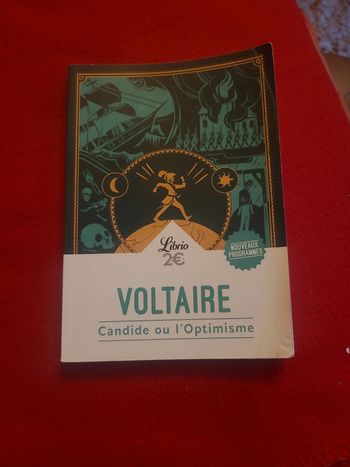 Librio
2€
NOUVEAUX
PROGRAMMES
VOLTAIRE
Candide ou l'Optimisme